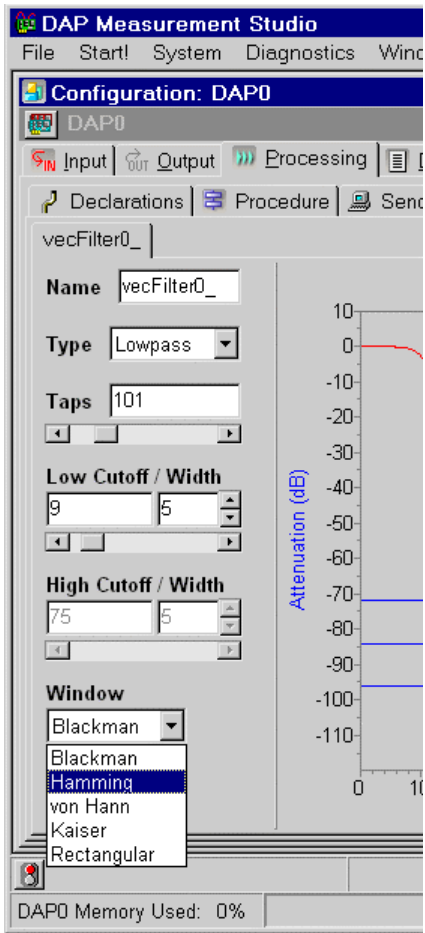 DAP Measurement Studio
File Start! System Diagnostics
Configuration: DAP0
DAP0
IN Input OUT Output Processing
Declarations Procedure
vecFilter0_
Name vecFilter0_
Type Lowpass
Taps 101
Low Cutoff / Width
9 5
High Cutoff / Width
75 5
Window
Blackman
Blackman
Hamming
von Hann
Kaiser
Rectangular
Attenuation (dB)
10
0
-10
-20
-30
-40
-50
-60
-70
-80
-90
-100
-110
0 10
DAP0 Memory Used: 0%